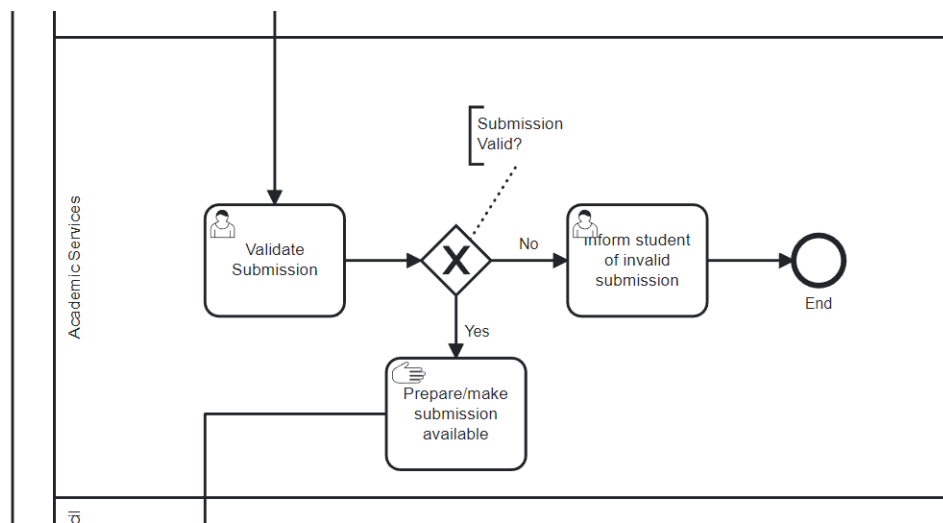 Academic Services
Submission
Valid?
Validate
Submission
X
No
Inform student
of invalid
submission
End
Yes
Prepare/make
submission
available